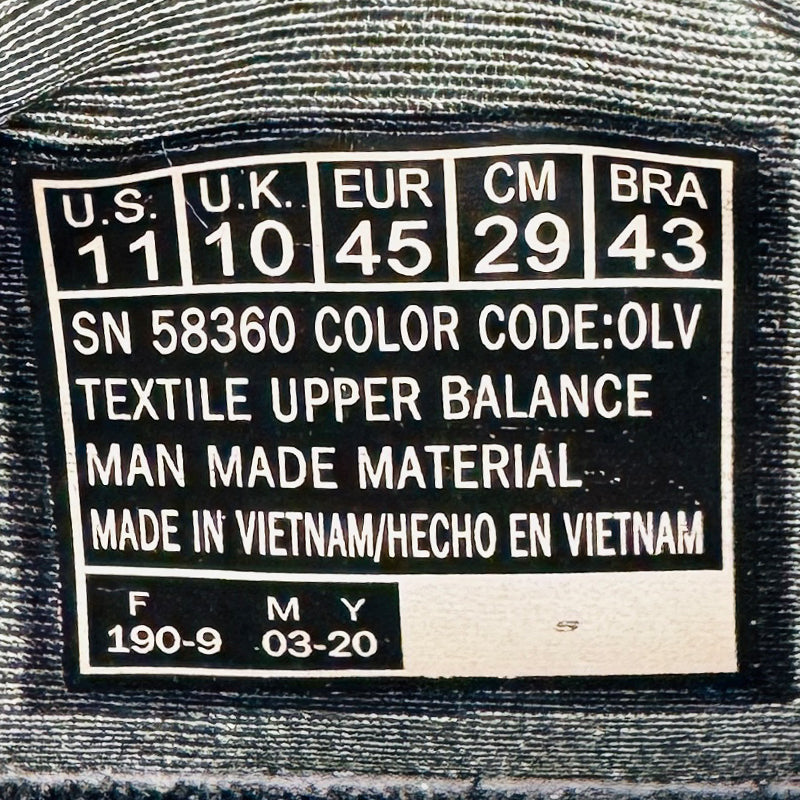 U.S. U.K. EUR CM BRA
11 10 45 29 43
SN 58360 COLOR CODE:OLV
TEXTILE UPPER BALANCE
MAN MADE MATERIAL
MADE IN VIETNAM/HECHO EN VIETNAM
F M Y
190-9 03-20
S